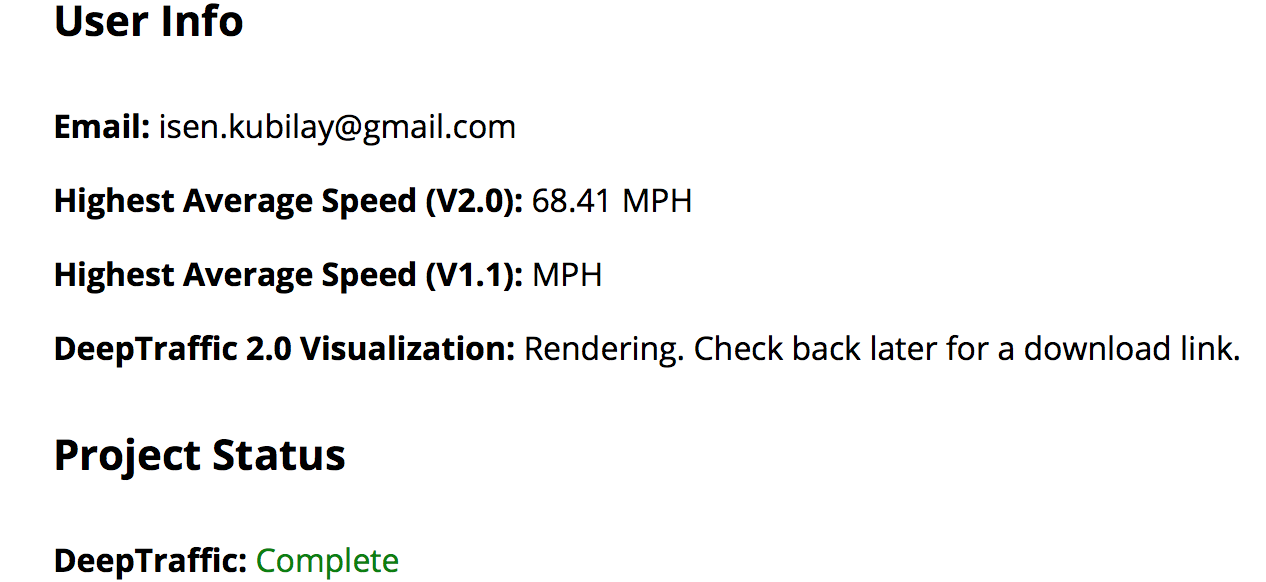 User Info
Email: isen.kubilay@gmail.com
Highest Average Speed (V2.0): 68.41 MPH
Highest Average Speed (V1.1): MPH
DeepTraffic 2.0 Visualization: Rendering. Check back later for a download link.
Project Status
DeepTraffic: Complete